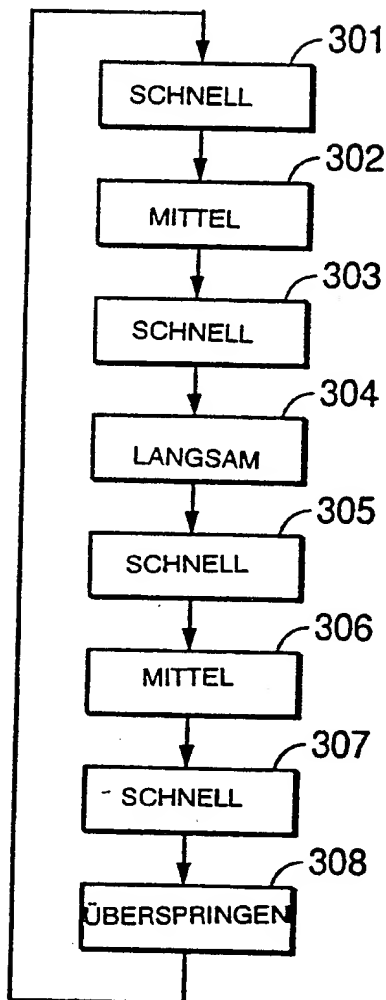 301
SCHNELL
302
MITTEL
303
SCHNELL
304
LANGSAM
305
SCHNELL
306
MITTEL
307
SCHNELL
308
ÜBERSPRINGEN